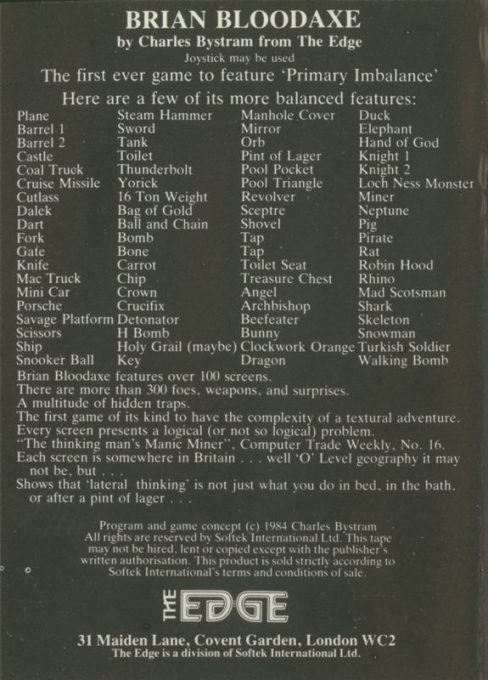 BRIAN BLOODAXE
by Charles Bystram from The Edge
Joystick may be used
The first ever game to feature 'Primary Imbalance'
Here are a few of its more balanced features:
Plane Steam Hammer Manhole Cover Duck
Barrel 1 Sword Mirror Elephant
Barrel 2 Tank Orb Hand of God
Castle Toilet Pint of Lager Knight 1
Coal Truck Thunderbolt Pool Pocket Knight 2
Cruise Missile Yorick Pool Triangle Loch Ness Monster
Cutlass 16 Ton Weight Revolver Miner
Dalek Bag of Gold Sceptre Neptune
Dart Ball and Chain Shovel Pig
Fork Bomb Tap Pirate
Gate Bone Tap Rat
Knife Carrot Toilet Seat Robin Hood
Mac Truck Chip Treasure Chest Rhino
Mini Car Crown Angel Mad Scotsman
Porsche Crucifix Archbishop Shark
Savage Platform Detonator Beefeater Skeleton
Scissors H Bomb Bunny Snowman
Ship Holy Grail (maybe) Clockwork Orange Turkish Soldier
Snooker Ball Key Dragon Walking Bomb
Brian Bloodaxe features over 100 screens.
There are more than 300 foes, weapons, and surprises.
A multitude of hidden traps.
The first game of its kind to have the complexity of a textural adventure.
Every screen presents a logical (or not so logical) problem.
"The thinking man's Manic Miner", Computer Trade Weekly, No. 16.
Each screen is somewhere in Britain . . . well 'O' Level geography it may
not be, but . . .
Shows that 'lateral thinking' is not just what you do in bed, in the bath,
or after a pint of lager . . .
Program and game concept (c) 1984 Charles Bystram
All rights are reserved by Softek International Ltd. This tape
may not be hired, lent or copied except with the publisher's
written authorisation. This product is sold strictly according to
Softek International's terms and conditions of sale.
THE EDGE
31 Maiden Lane, Covent Garden, London WC2
The Edge is a division of Softek International Ltd.